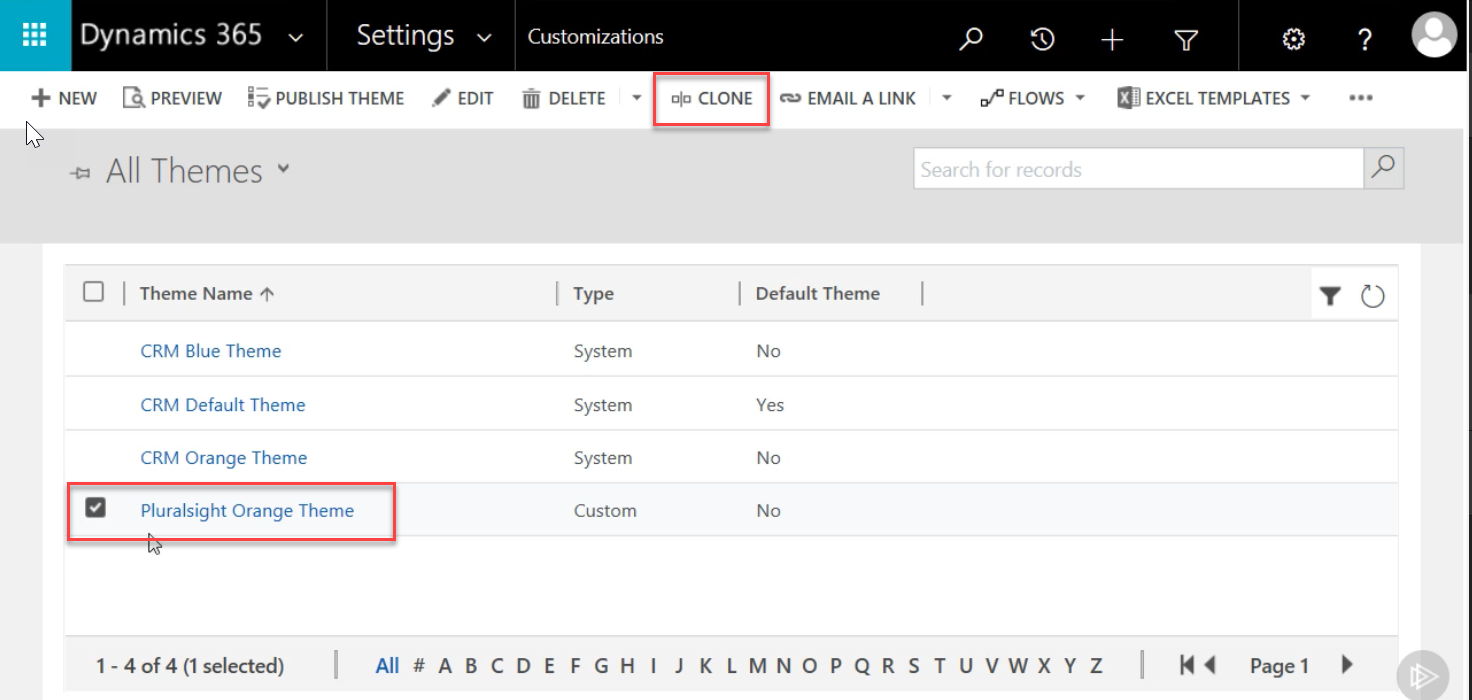 Dynamics 365 Settings Customizations ?
NEW PREVIEW PUBLISH THEME EDIT DELETE CLONE EMAIL A LINK FLOWS EXCEL TEMPLATES
All Themes Search for records
Theme Name Type Default Theme
CRM Blue Theme System No
CRM Default Theme System Yes
CRM Orange Theme System No
Pluralsight Orange Theme Custom No
1 - 4 of 4 (1 selected) All # A B C D E F G H I J K L M N O P Q R S T U V W X Y Z Page 1